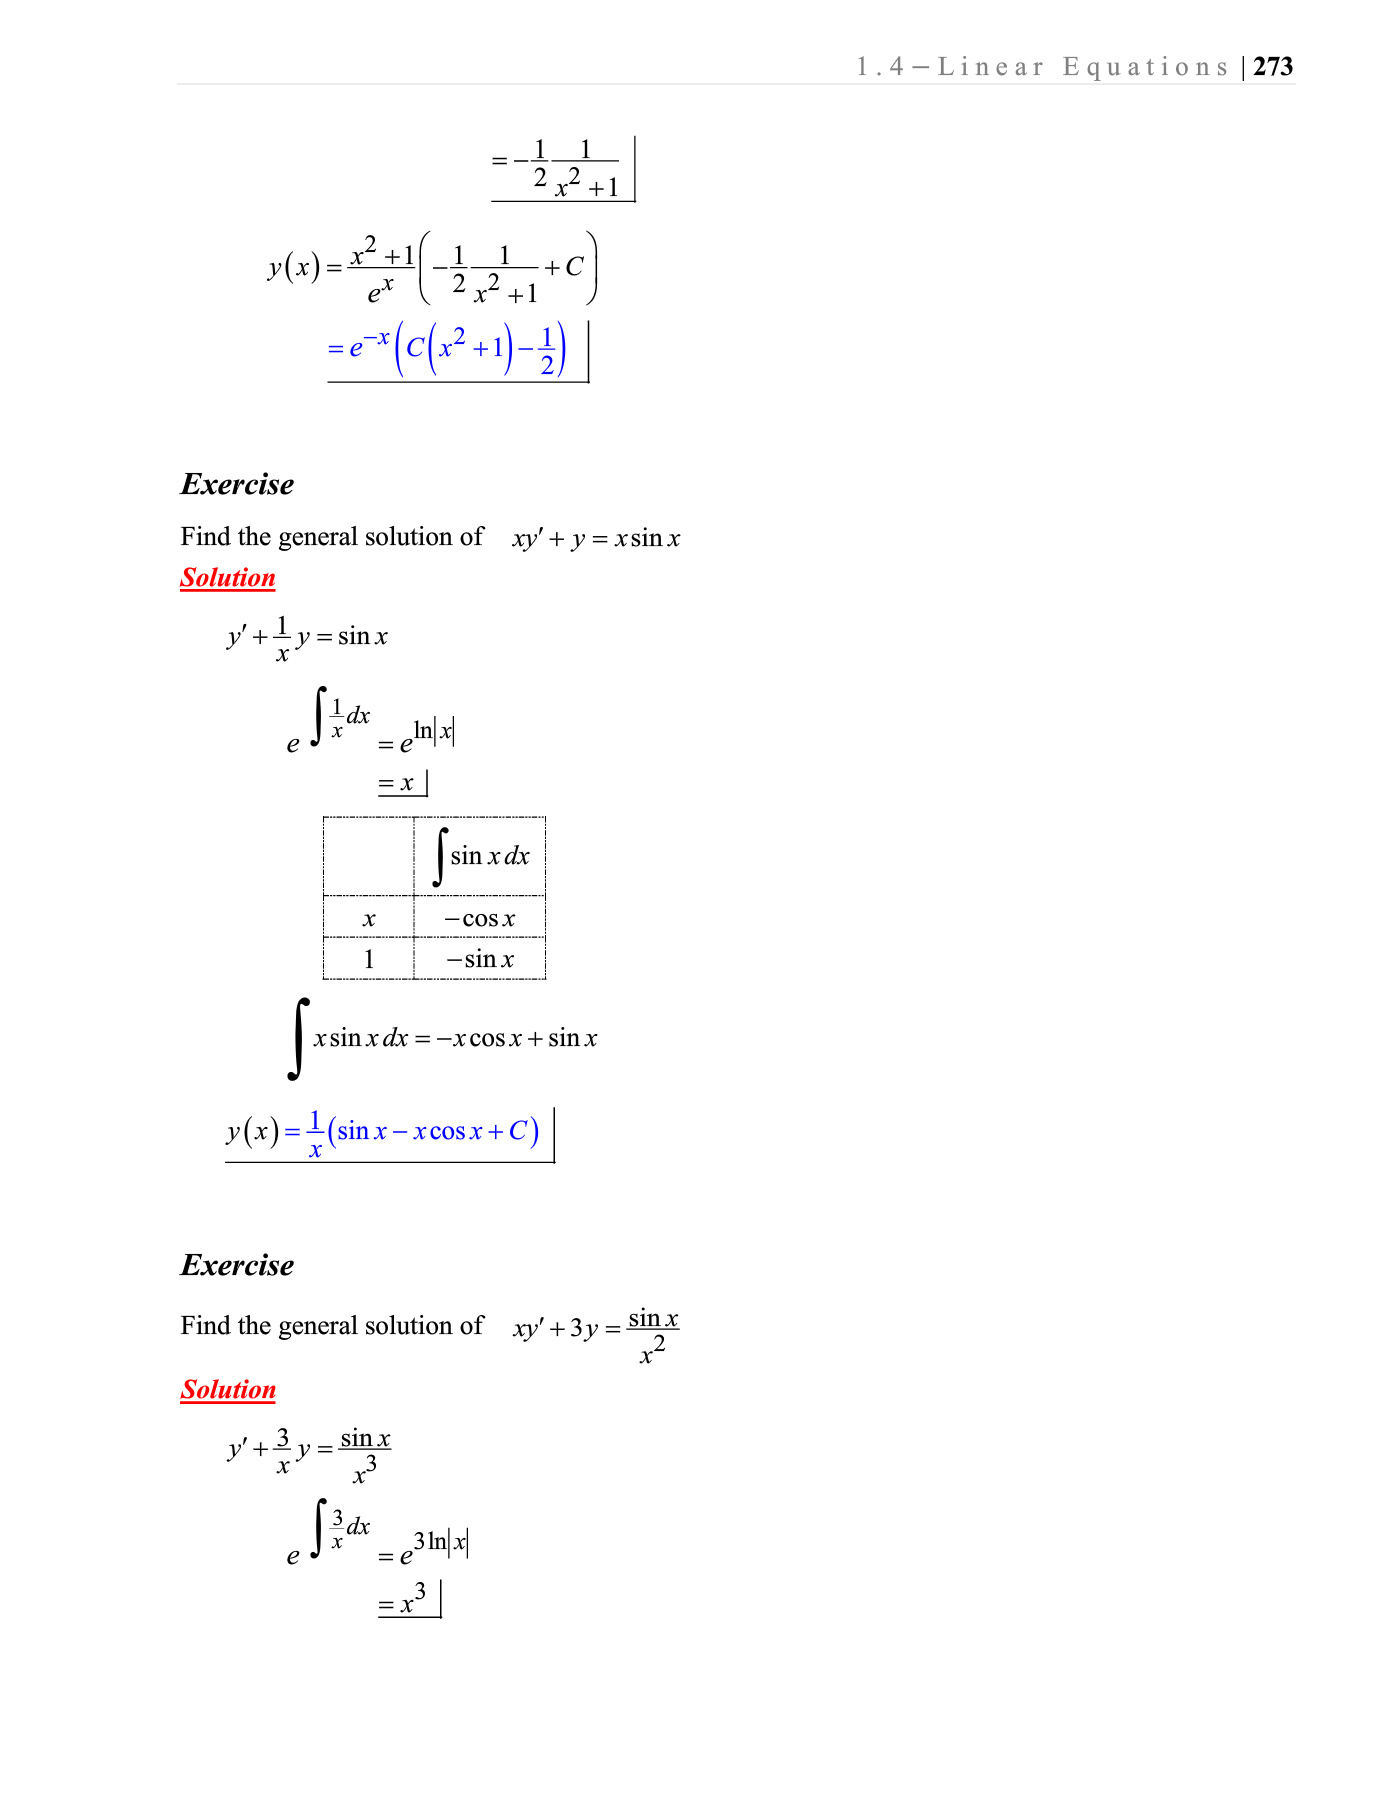 1.4 – Linear Equations | 273
= -\frac{1}{2} \frac{1}{x^2+1}
y(x) = \frac{x^2+1}{e^x} \left( -\frac{1}{2} \frac{1}{x^2+1} + C \right)
= e^{-x} \left( C(x^2+1) - \frac{1}{2} \right)
Exercise
Find the general solution of xy' + y = x sin x
Solution
y' + \frac{1}{x} y = sin x
e^{\int \frac{1}{x} dx} = e^{ln|x|}
= x
\int sin x dx
x -cos x
1 -sin x
\int x sin x dx = -x cos x + sin x
y(x) = \frac{1}{x} (sin x - x cos x + C)
Exercise
Find the general solution of xy' + 3y = \frac{sin x}{x^2}
Solution
y' + \frac{3}{x} y = \frac{sin x}{x^3}
e^{\int \frac{3}{x} dx} = e^{3 ln|x|}
= x^3